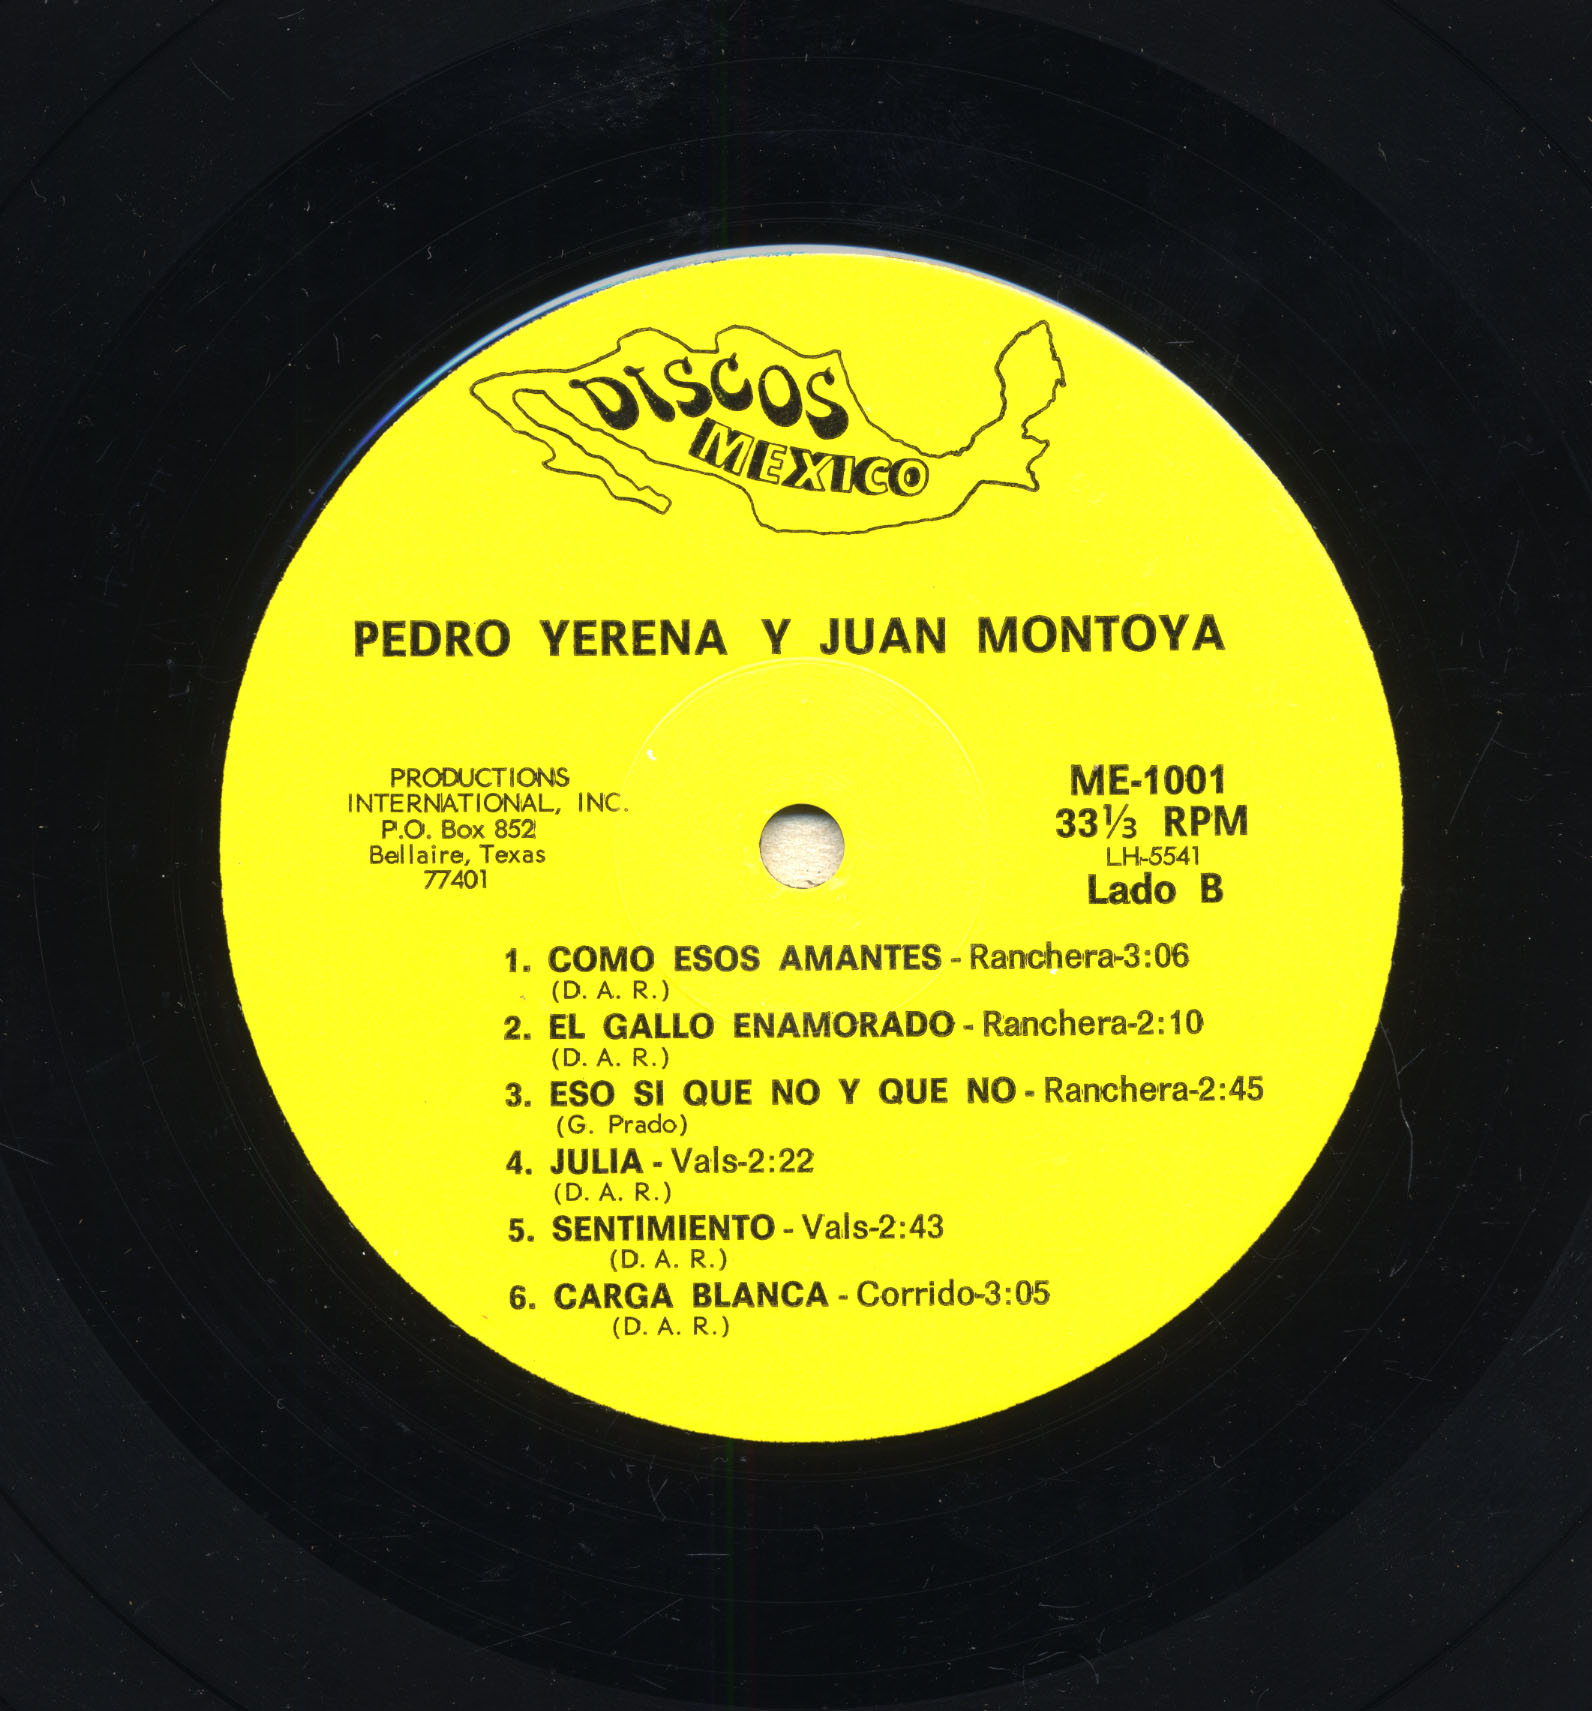 DISCOS
MEXICO
PEDRO YERENA Y JUAN MONTOYA
PRODUCTIONS
INTERNATIONAL, INC.
P.O. Box 852
Bellaire, Texas
77401
ME-1001
33⅓ RPM
LH-5541
Lado B
1. COMO ESOS AMANTES - Ranchera-3:06
(D. A. R.)
2. EL GALLO ENAMORADO - Ranchera-2:10
(D. A. R.)
3. ESO SI QUE NO Y QUE NO - Ranchera-2:45
(G. Prado)
4. JULIA - Vals-2:22
(D. A. R.)
5. SENTIMIENTO - Vals-2:43
(D. A. R.)
6. CARGA BLANCA - Corrido-3:05
(D. A. R.)